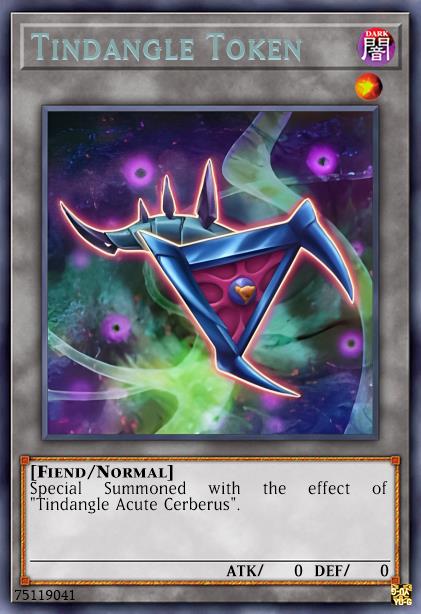 Tindangle Token
DARK
闇
[Fiend/Normal]
Special Summoned with the effect of
"Tindangle Acute Cerberus".
ATK/ 0 DEF/ 0
75119041